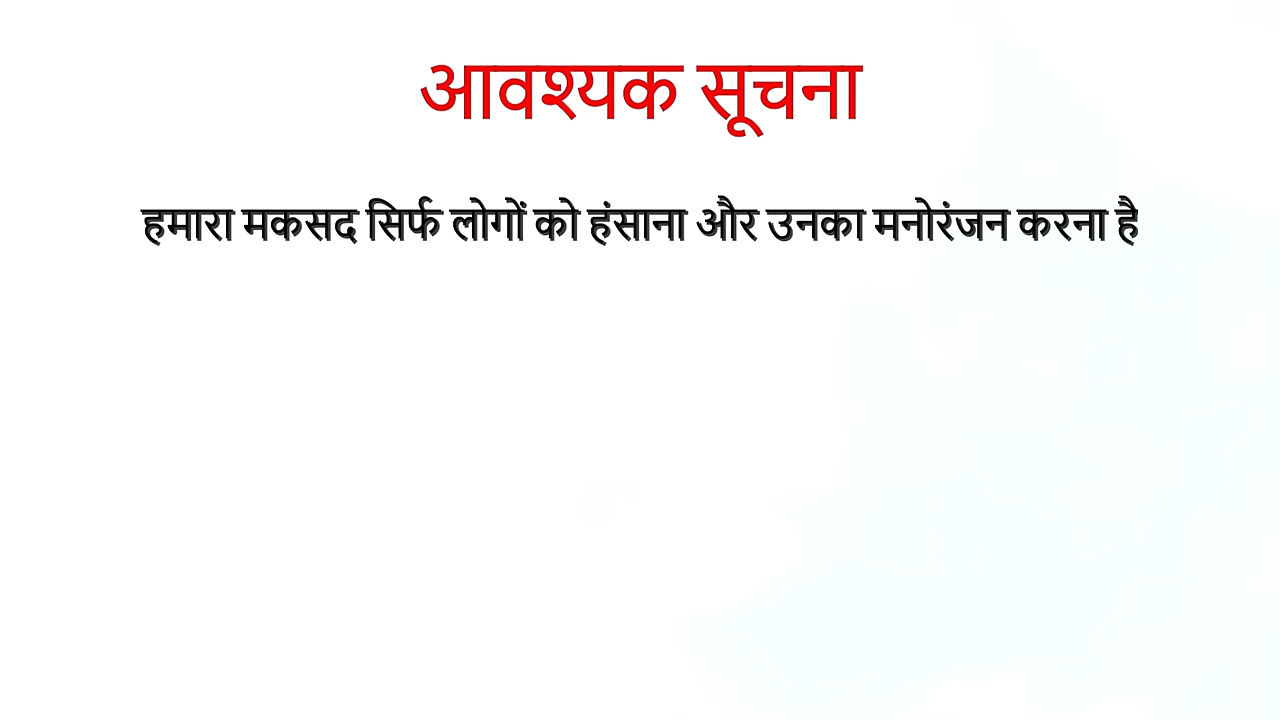 आवश्यक सूचना
हमारा मकसद सिर्फ लोगों को हंसाना और उनका मनोरंजन करना है